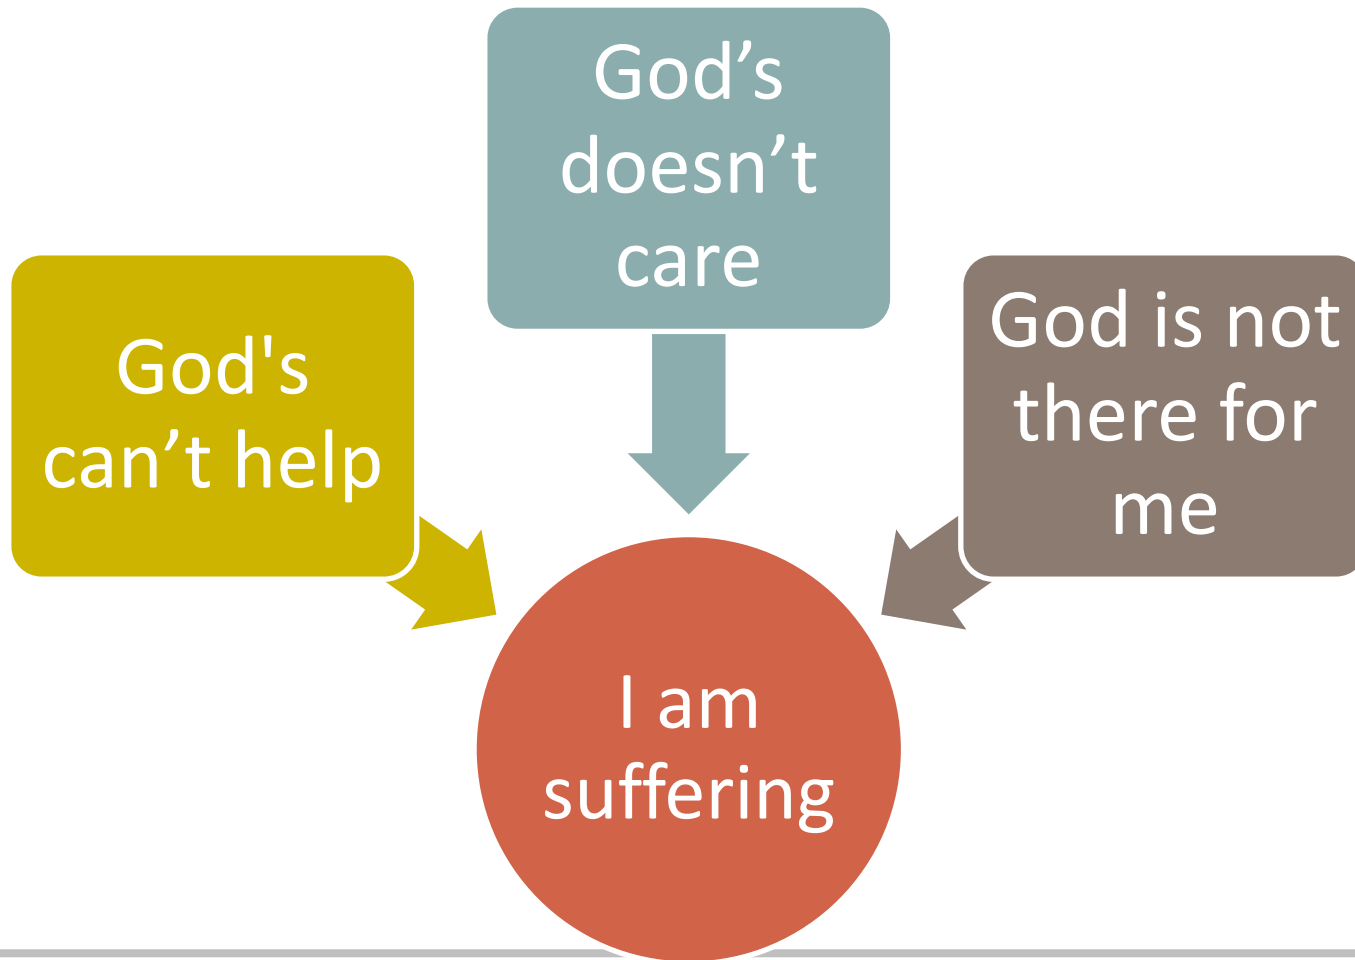 God’s
doesn’t
care
God's
can’t help
God is not
there for
me
I am
suffering